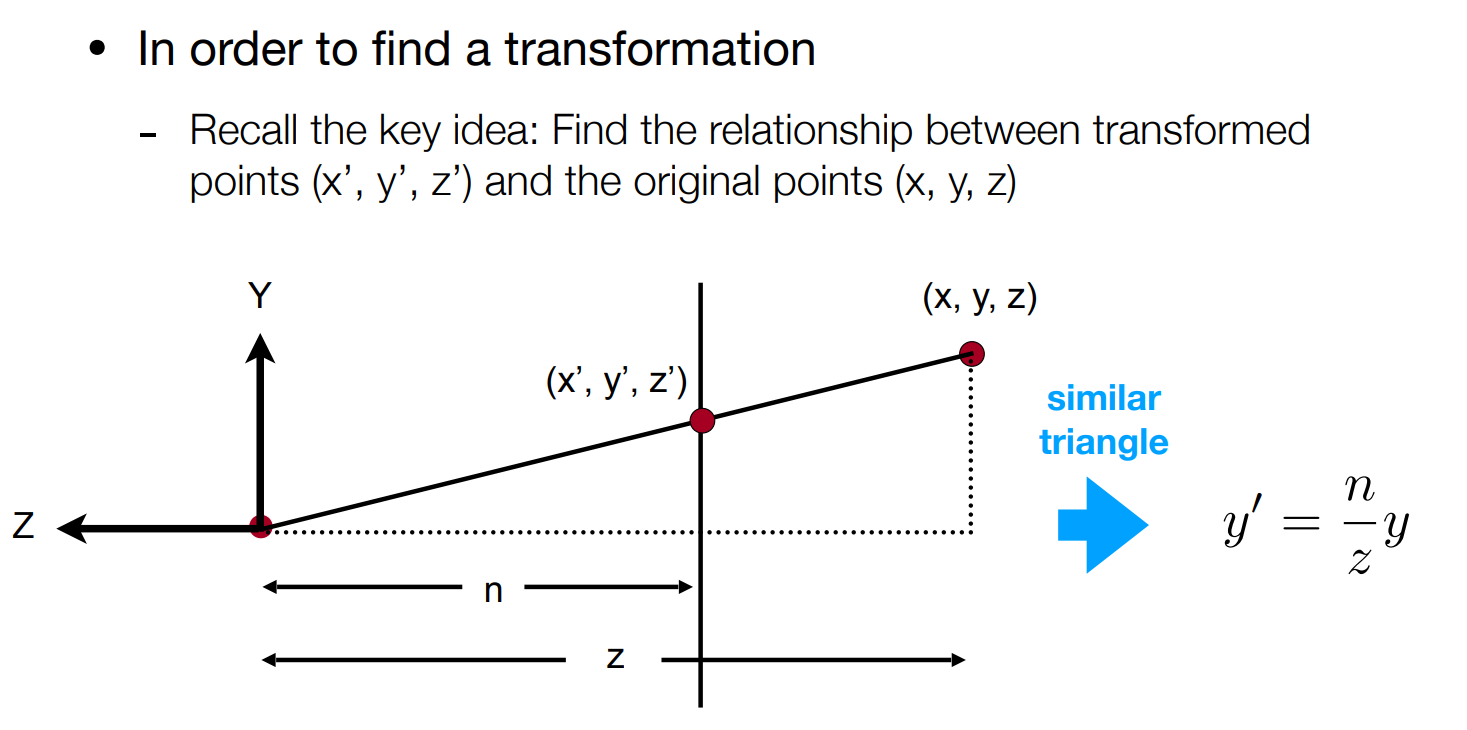 • In order to find a transformation
- Recall the key idea: Find the relationship between transformed
points (x’, y’, z’) and the original points (x, y, z)
Y
(x, y, z)
(x’, y’, z’)
similar
triangle
Z
y′ = n/z y
n
z